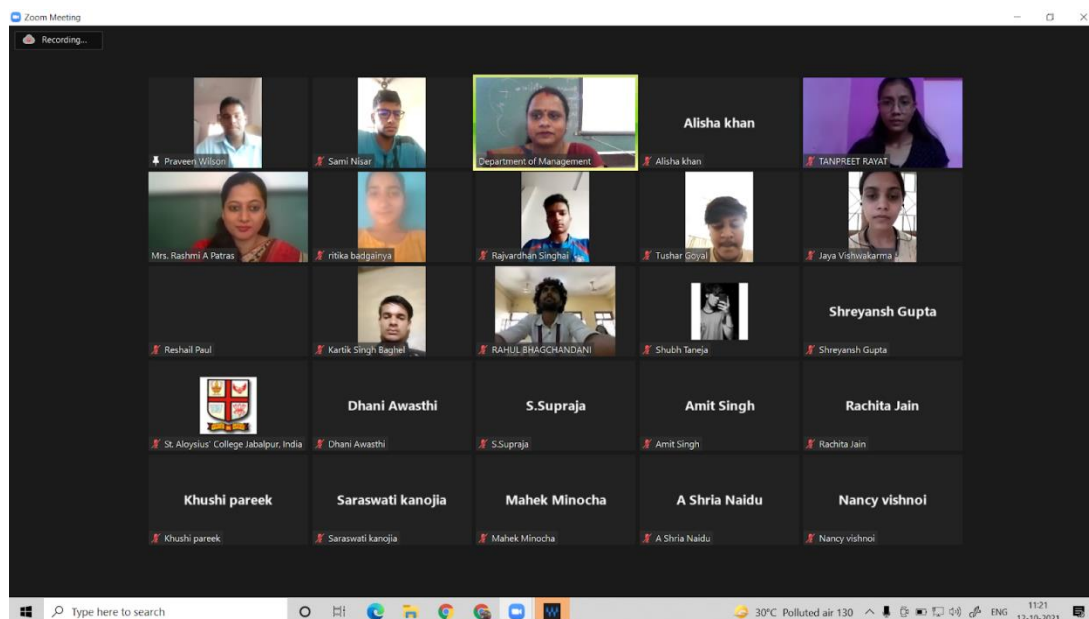 Zoom Meeting
Recording...
Praveen Wilson
Sami Nisar
Department of Management
Alisha khan
Alisha khan
TANPREET RAYAT
Mrs. Rashmi A Patras
ritika badgainya
Rajvardhan Singhai
Tushar Goyal
Jaya Vishwakarma
Reshail Paul
Kartik Singh Baghel
RAHUL BHAGCHANDANI
Shubh Taneja
Shreyansh Gupta
Shreyansh Gupta
St. Aloysius' College Jabalpur, India
Dhani Awasthi
Dhani Awasthi
S.Supraja
S.Supraja
Amit Singh
Amit Singh
Rachita Jain
Rachita Jain
Khushi pareek
Khushi pareek
Saraswati kanojia
Saraswati kanojia
Mahek Minocha
Mahek Minocha
A Shria Naidu
A Shria Naidu
Nancy vishnoi
Nancy vishnoi
Type here to search
30°C Polluted air 130
ENG
11:21
12-10-2021